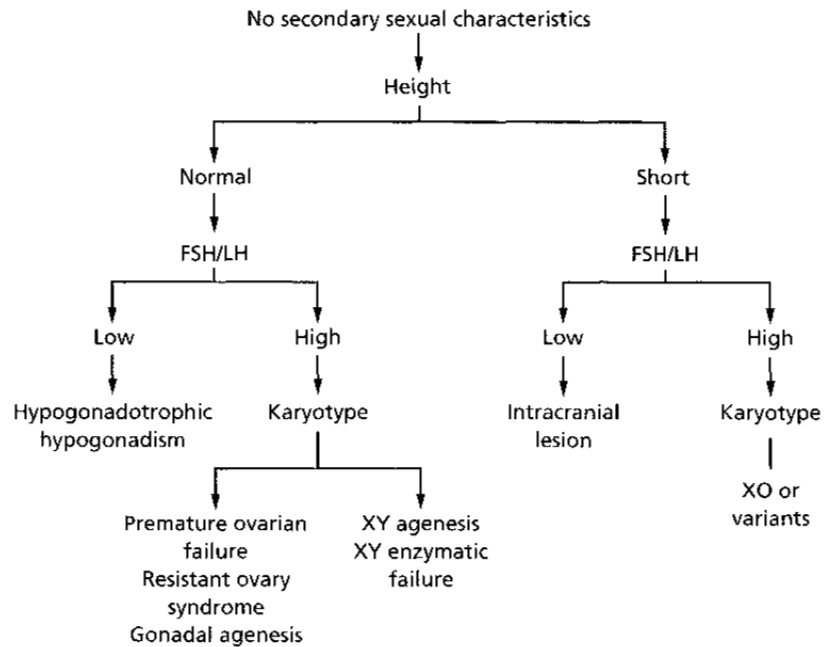 No secondary sexual characteristics
Height
Normal
Short
FSH/LH
FSH/LH
Low
High
Low
High
Hypogonadotrophic
hypogonadism
Karyotype
Intracranial
lesion
Karyotype
Premature ovarian
failure
Resistant ovary
syndrome
Gonadal agenesis
XY agenesis
XY enzymatic
failure
XO or
variants